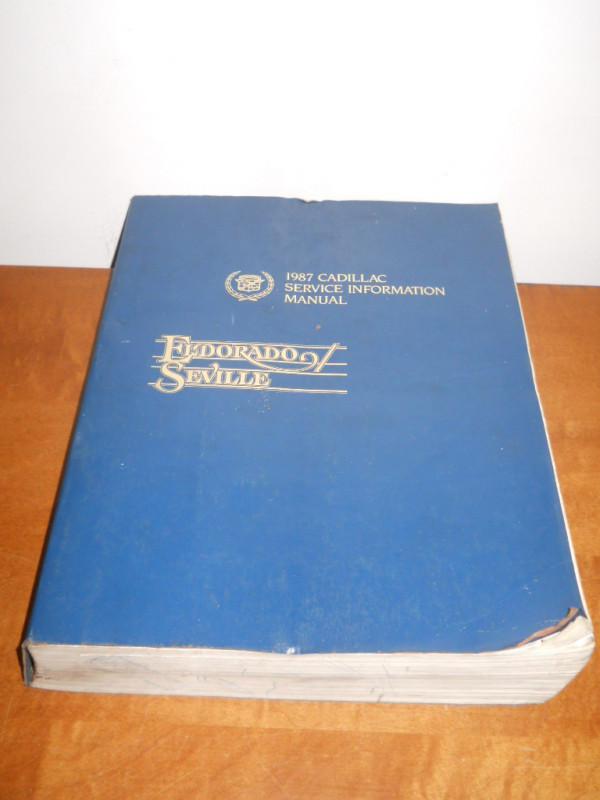 1987 CADILLAC
SERVICE INFORMATION
MANUAL
ELDORADO
SEVILLE